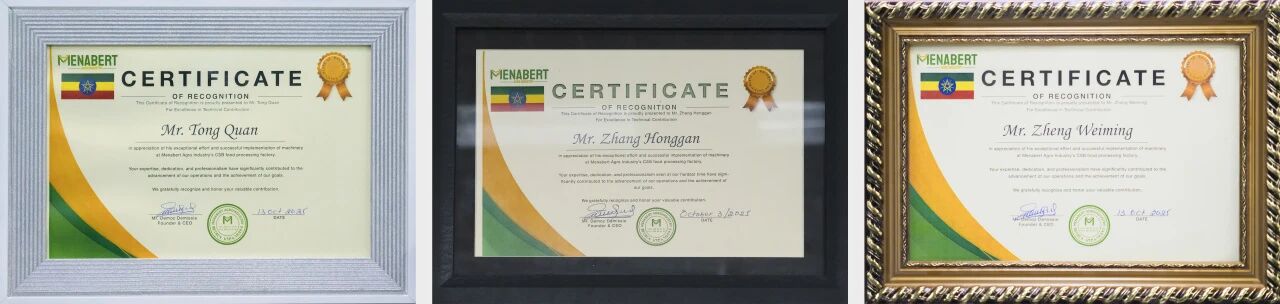 MENABERT
CERTIFICATE
OF RECOGNITION
This Certificate of Recognition is proudly presented to Mr. Tong Quan
For Excellence in Technical Contribution
Mr. Tong Quan
In appreciation of his exceptional effort and successful implementation of machinery
at Menabert Agro Industry's CSB food processing factory.
Your expertise, dedication, and professionalism have significantly contributed to the
advancement of our operations and the achievement of our goals.
We gratefully recognize and honor your valuable contribution.
13 Oct 2025
Mr. Demoz Demissie
DATE
Founder & CEO
MENABERT
CERTIFICATE
OF RECOGNITION
This Certificate of Recognition is proudly presented to Mr. Zhang Honggan
For Excellence in Technical Contribution
Mr. Zhang Honggan
In appreciation of his exceptional effort and successful implementation of machinery
at Menabert Agro Industry's CSB food processing factory.
Your expertise, dedication, and professionalism even at our hardest time have signi-
ficantly contributed to the advancement of our operations and the achievement of
our goals.
We gratefully recognize and honor your valuable contribution.
October 3/2025
Mr. Demoz Demissie
DATE
Founder & CEO
MENABERT
CERTIFICATE
OF RECOGNITION
This Certificate of Recognition is proudly presented to Mr. Zheng Weiming
For Excellence in Technical Contribution
Mr. Zheng Weiming
In appreciation of his exceptional effort and successful implementation of machinery
at Menabert Agro Industry's CSB food processing factory.
Your expertise, dedication, and professionalism have significantly contributed to the
advancement of our operations and the achievement of our goals.
We gratefully recognize and honor your valuable contribution.
13 Oct 2025
Mr. Demoz Demissie
DATE
Founder & CEO